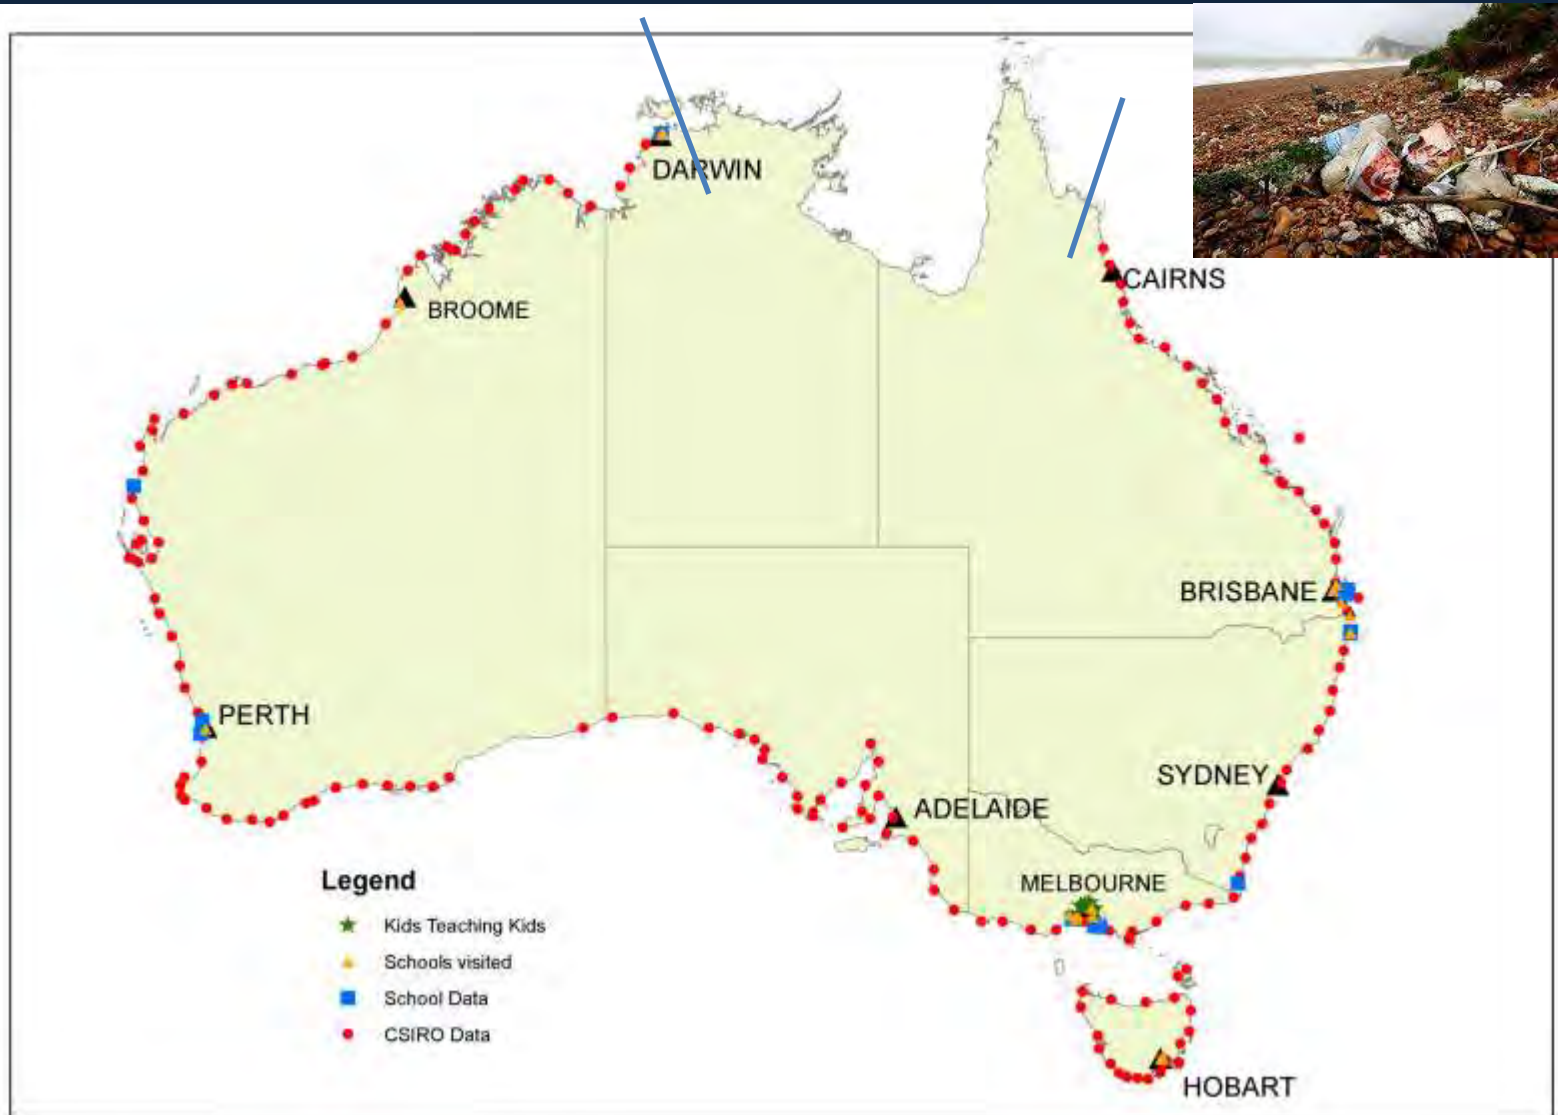 DARWIN
BROOME
CAIRNS
BRISBANE
PERTH
SYDNEY
ADELAIDE
MELBOURNE
Legend
Kids Teaching Kids
Schools visited
School Data
CSIRO Data
HOBART